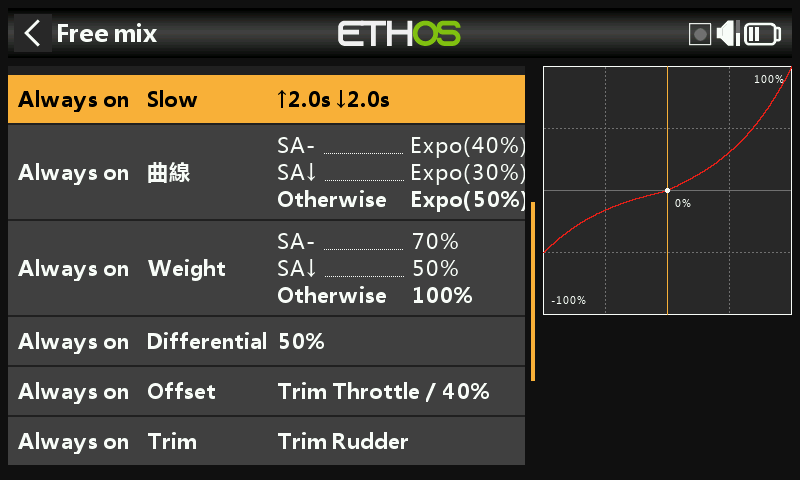 Free mix
ETHOS
Always on Slow ↑2.0s ↓2.0s
Always on 曲線
SA- Expo(40%)
SA↓ Expo(30%)
Otherwise Expo(50%)
Always on Weight
SA- 70%
SA↓ 50%
Otherwise 100%
Always on Differential 50%
Always on Offset Trim Throttle / 40%
Always on Trim Trim Rudder
100%
0%
-100%